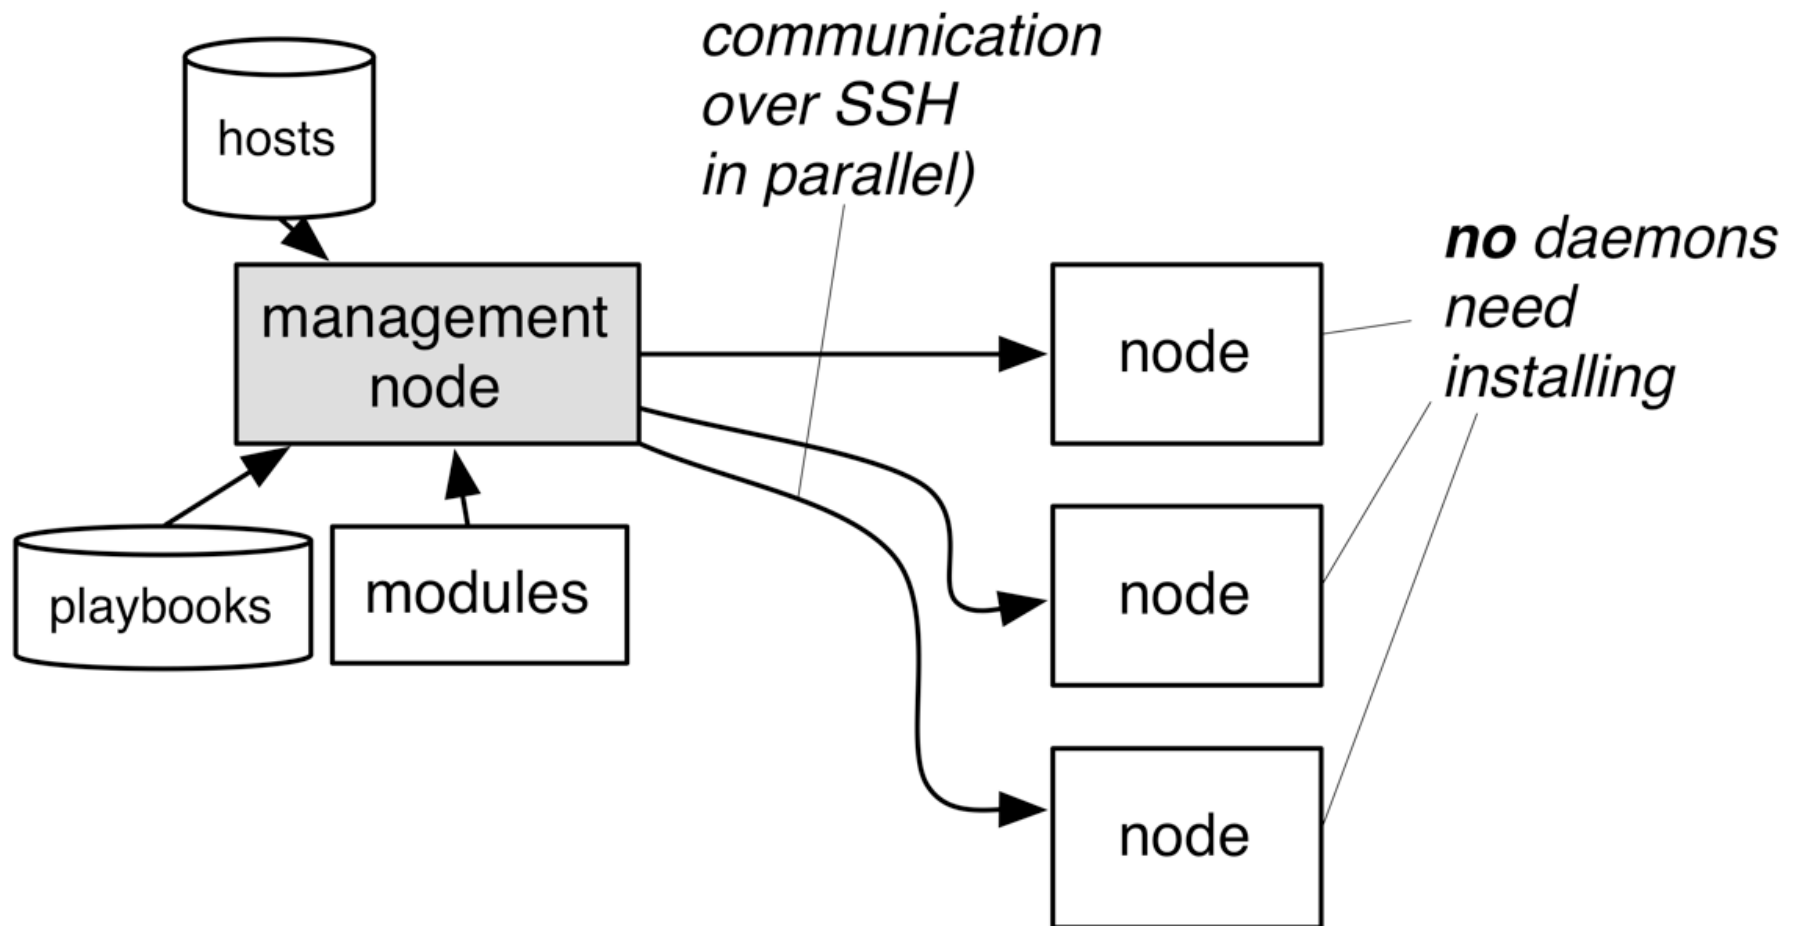 communication
over SSH
in parallel)
hosts
no daemons
need
installing
management
node
node
playbooks
modules
node
node